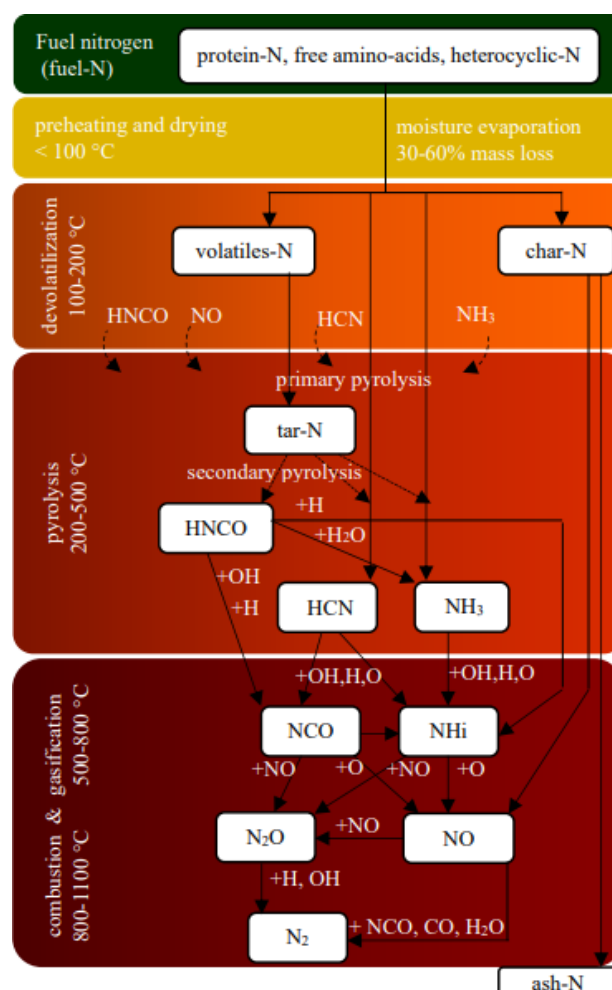 Fuel nitrogen
(fuel-N)
protein-N, free amino-acids, heterocyclic-N
preheating and drying
< 100 °C
moisture evaporation
30-60% mass loss
devolatilization
100-200 °C
volatiles-N
char-N
HNCO
NO
HCN
NH₃
primary pyrolysis
pyrolysis
200-500 °C
tar-N
secondary pyrolysis
+H
HNCO
+H₂O
+OH
+H
HCN
NH₃
+OH,H,O
+OH,H,O
combustion & gasification
800-1100 °C 500-800 °C
NCO
NHi
+NO
+O
+NO
+O
N₂O
+NO
NO
+H, OH
N₂
+ NCO, CO, H₂O
ash-N